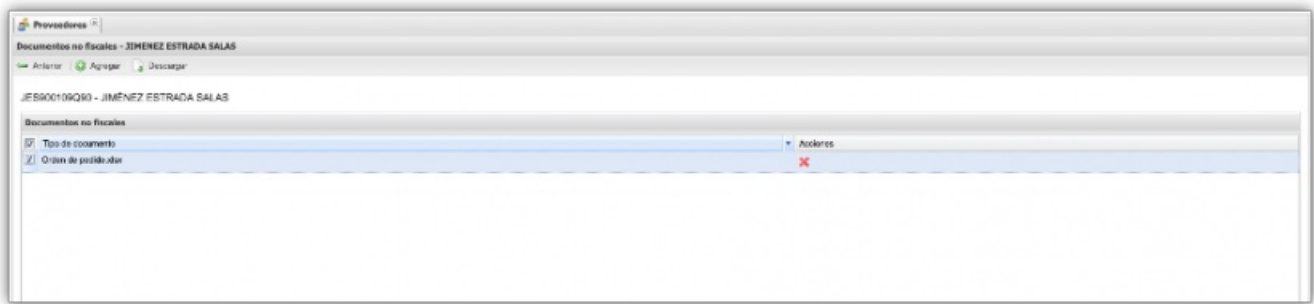 Proveedores
Documentos no fiscales - JIMENEZ ESTRADA SALAS
Anterior Agregar Descargar
JES900109Q90 - JIMÉNEZ ESTRADA SALAS
Documentos no fiscales
Tipo de documento Acciones
Orden de pedido.xlsx